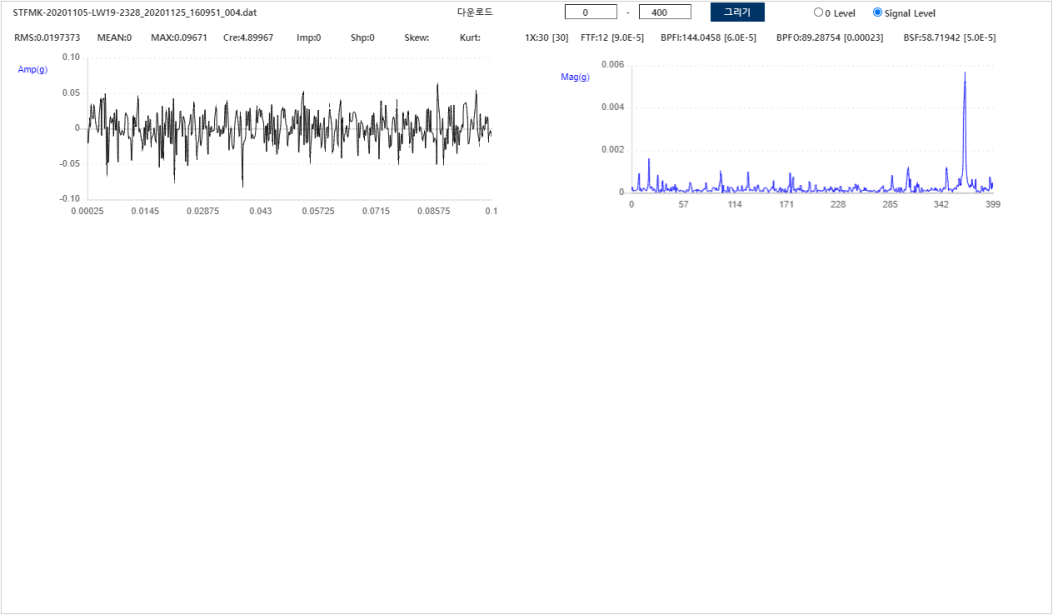 STFMK-20201105-LW19-2328_20201125_160951_004.dat 다운로드 0 - 400 그리기 0 Level Signal Level
RMS:0.0197373 MEAN:0 MAX:0.09671 Cre:4.89967 Imp:0 Shp:0 Skew: Kurt: 1X:30 [30] FTF:12 [9.0E-5] BPFI:144.0458 [6.0E-5] BPFO:89.28754 [0.00023] BSF:58.71942 [5.0E-5]
0.10
Amp(g)
0.05
0
-0.05
-0.10
0.00025 0.0145 0.02875 0.043 0.05725 0.0715 0.08575 0.1
0.006
Mag(g)
0.004
0.002
0
0 57 114 171 228 285 342 399